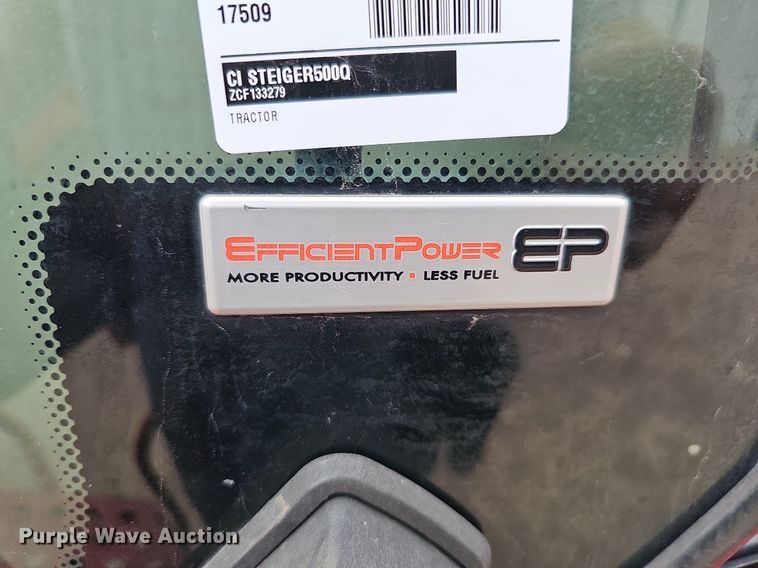 17509
CI STEIGER500Q
ZCF133279
TRACTOR
EFFICIENTPOWER EP
MORE PRODUCTIVITY ▪ LESS FUEL
Purple Wave Auction®